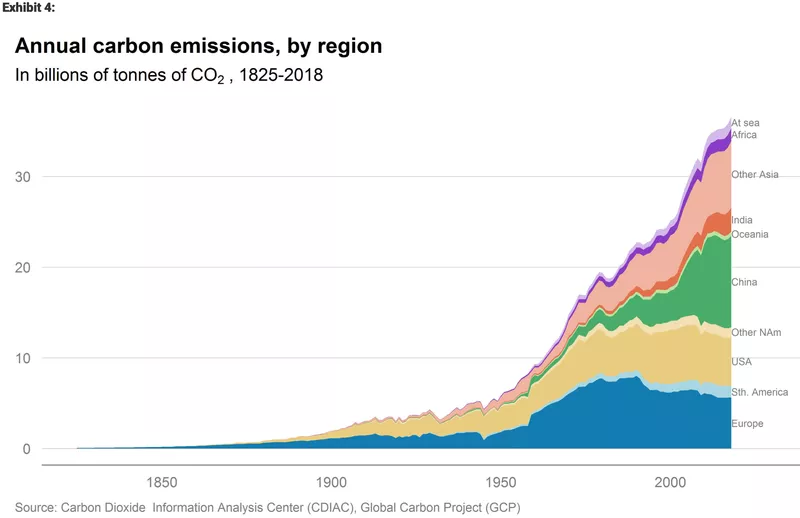 Exhibit 4:
Annual carbon emissions, by region
In billions of tonnes of CO₂ , 1825-2018
At sea
Africa
30
Other Asia
India
Oceania
20
China
Other NAm
10
USA
Sth. America
Europe
0
1850 1900 1950 2000
Source: Carbon Dioxide Information Analysis Center (CDIAC), Global Carbon Project (GCP)